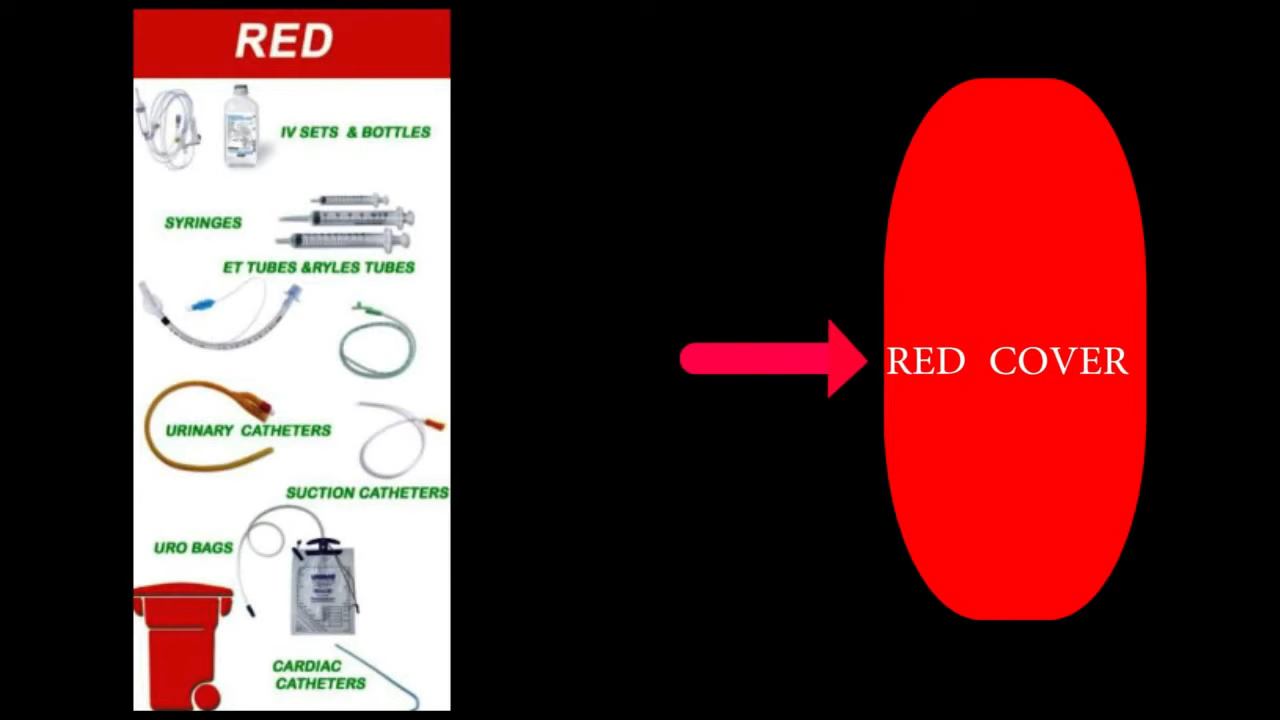 RED
IV SETS & BOTTLES
SYRINGES
ET TUBES &RYLES TUBES
URINARY CATHETERS
SUCTION CATHETERS
URO BAGS
CARDIAC
CATHETERS
RED COVER